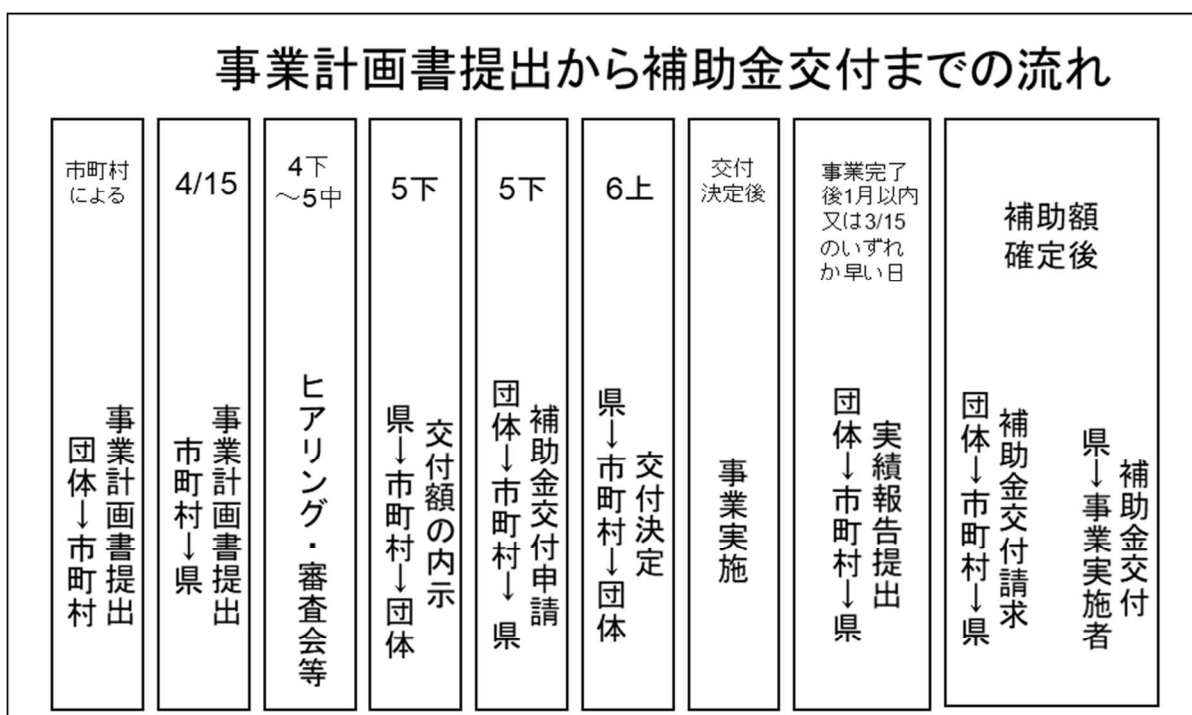 事業計画書提出から補助金交付までの流れ
市町村
による
事業計画書提出
団体→市町村
4/15
事業計画書提出
市町村→県
4下
～5中
ヒアリング・審査会等
5下
交付額の内示
県→市町村→団体
5下
補助金交付申請
団体→市町村→県
6上
交付決定
県→市町村→団体
交付
決定後
事業実施
事業完了
後1月以内
又は3/15
のいずれ
か早い日
実績報告提出
団体→市町村→県
補助額
確定後
補助金交付請求
団体→市町村→県
補助金交付
県→事業実施者